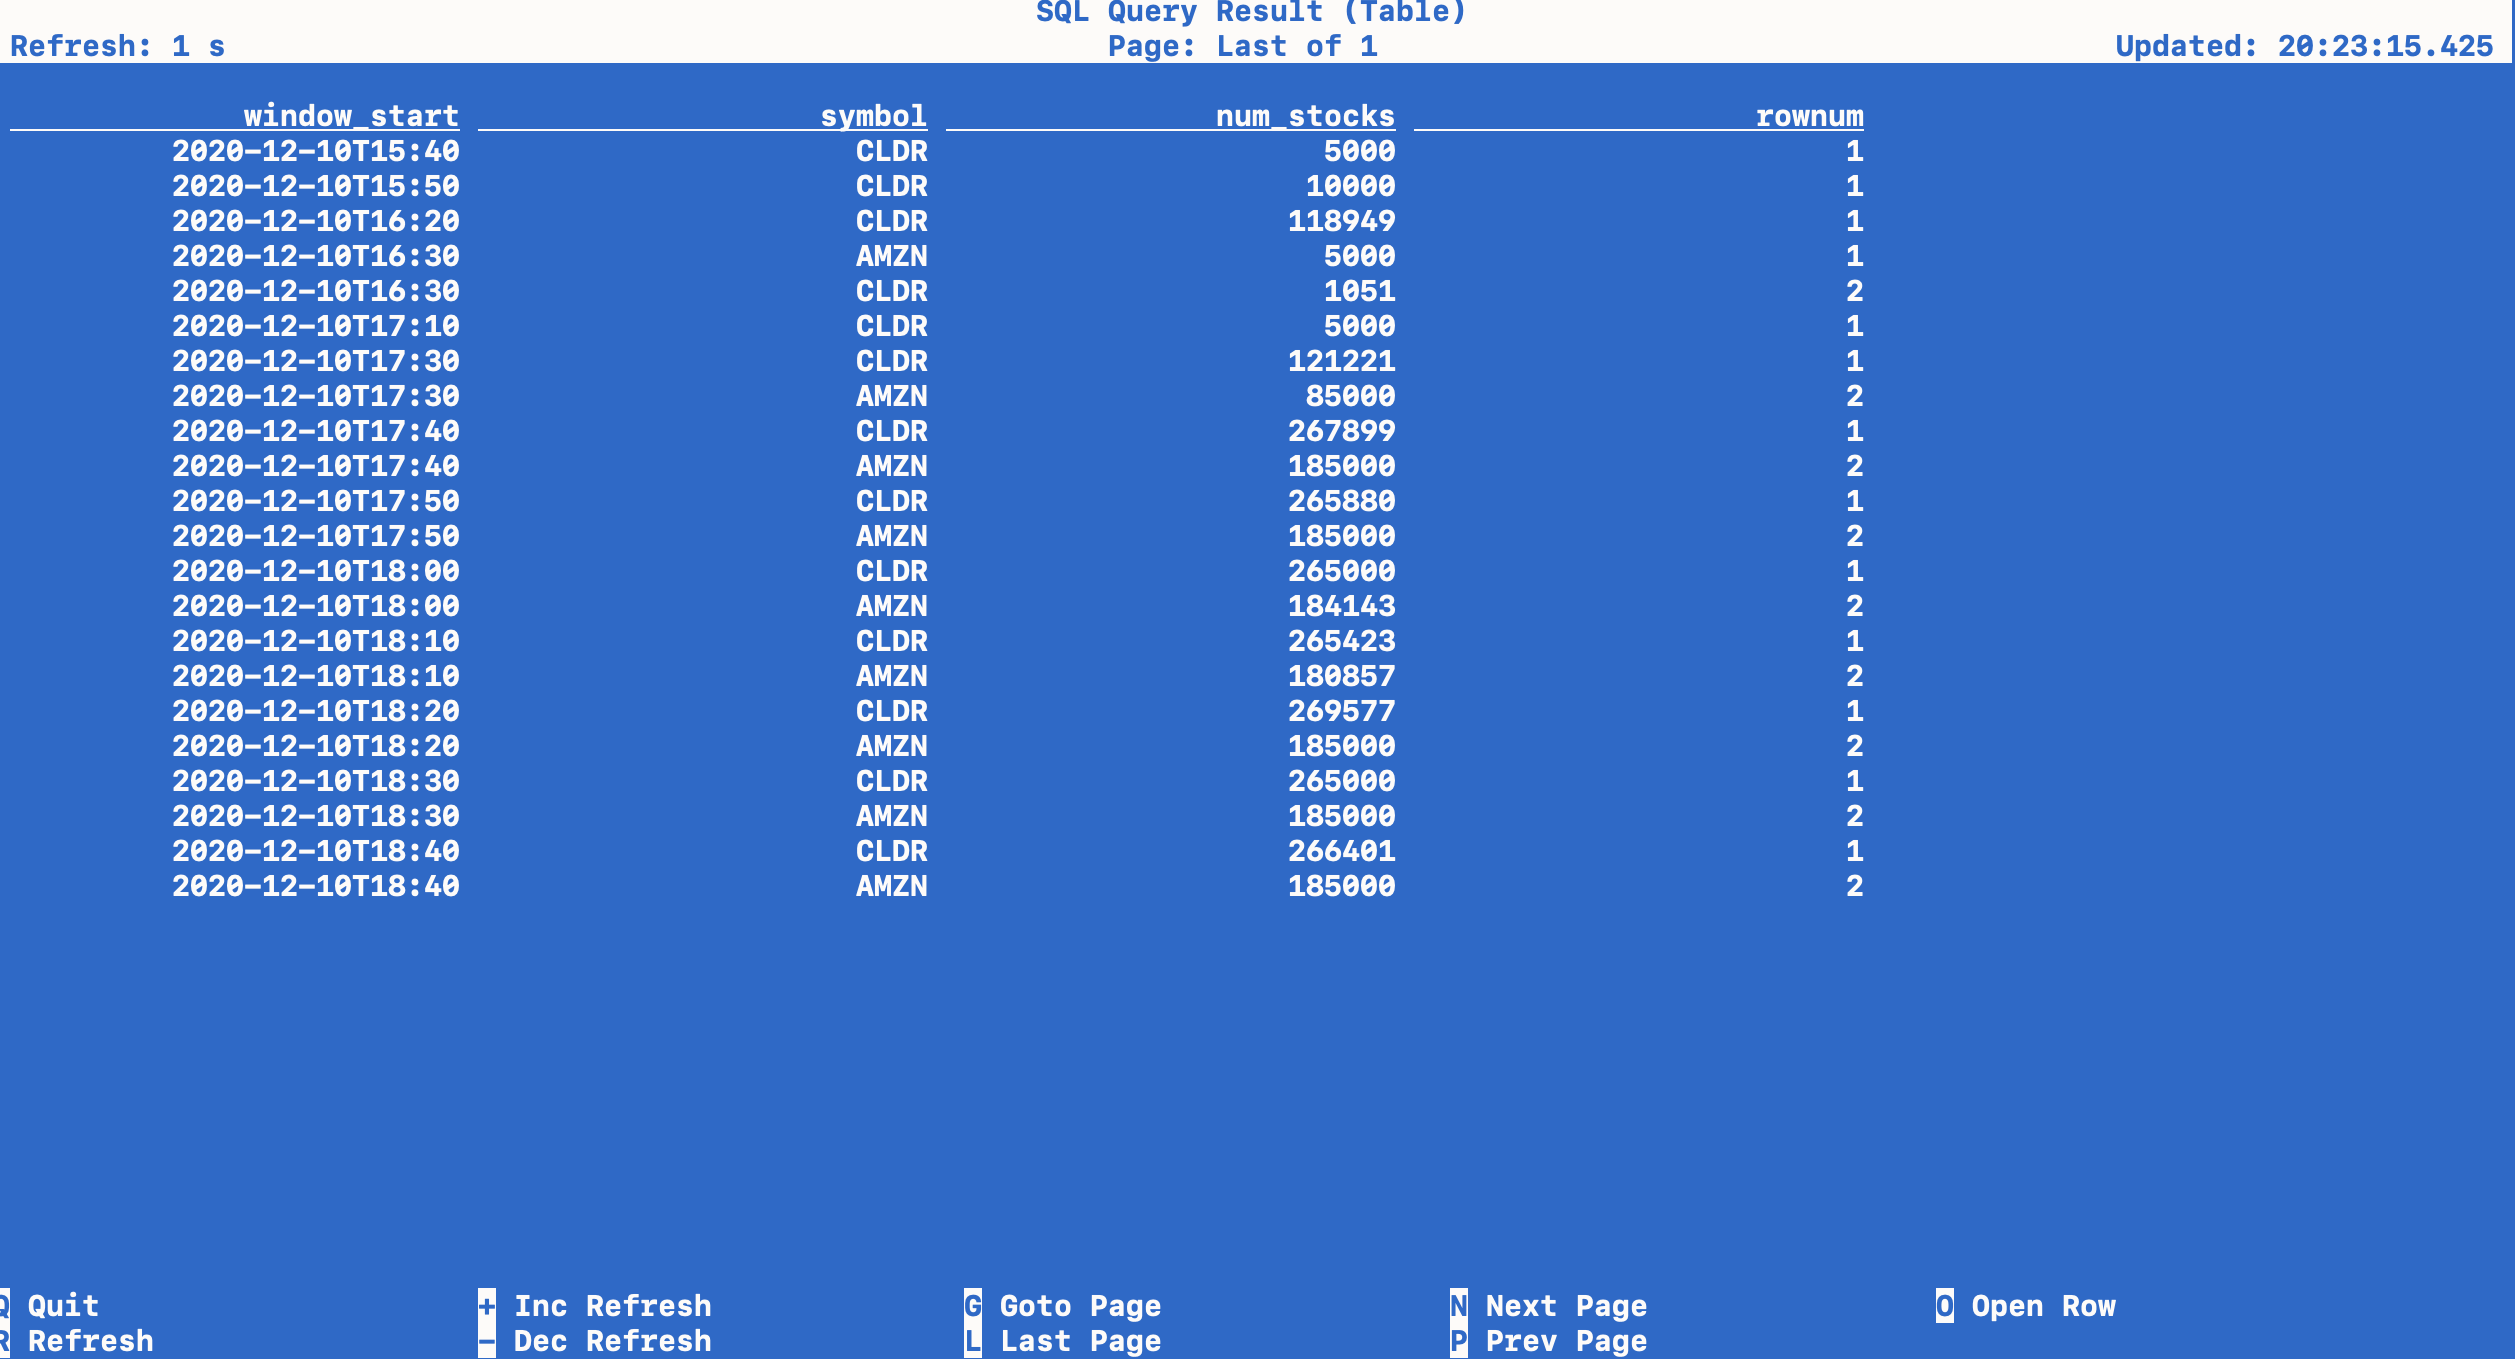 SQL Query Result (Table)
Refresh: 1 s Page: Last of 1 Updated: 20:23:15.425
window_start symbol num_stocks rownum
2020-12-10T15:40 CLDR 5000 1
2020-12-10T15:50 CLDR 10000 1
2020-12-10T16:20 CLDR 118949 1
2020-12-10T16:30 AMZN 5000 1
2020-12-10T16:30 CLDR 1051 2
2020-12-10T17:10 CLDR 5000 1
2020-12-10T17:30 CLDR 121221 1
2020-12-10T17:30 AMZN 85000 2
2020-12-10T17:40 CLDR 267899 1
2020-12-10T17:40 AMZN 185000 2
2020-12-10T17:50 CLDR 265880 1
2020-12-10T17:50 AMZN 185000 2
2020-12-10T18:00 CLDR 265000 1
2020-12-10T18:00 AMZN 184143 2
2020-12-10T18:10 CLDR 265423 1
2020-12-10T18:10 AMZN 180857 2
2020-12-10T18:20 CLDR 269577 1
2020-12-10T18:20 AMZN 185000 2
2020-12-10T18:30 CLDR 265000 1
2020-12-10T18:30 AMZN 185000 2
2020-12-10T18:40 CLDR 266401 1
2020-12-10T18:40 AMZN 185000 2
Q Quit + Inc Refresh G Goto Page N Next Page O Open Row
R Refresh - Dec Refresh L Last Page P Prev Page